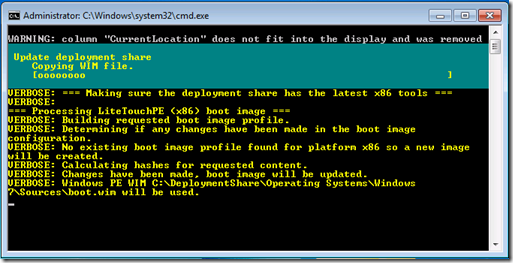 Administrator: C:\Windows\system32\cmd.exe
WARNING: column "CurrentLocation" does not fit into the display and was removed
Update deployment share
Copying WIM file.
[oooooooo ]
VERBOSE: === Making sure the deployment share has the latest x86 tools ===
VERBOSE:
=== Processing LiteTouchPE (x86) boot image ===
VERBOSE: Building requested boot image profile.
VERBOSE: Determining if any changes have been made in the boot image
configuration.
VERBOSE: No existing boot image profile found for platform x86 so a new image
will be created.
VERBOSE: Calculating hashes for requested content.
VERBOSE: Changes have been made, boot image will be updated.
VERBOSE: Windows PE WIM C:\DeploymentShare\Operating Systems\Windows
7\Sources\boot.wim will be used.